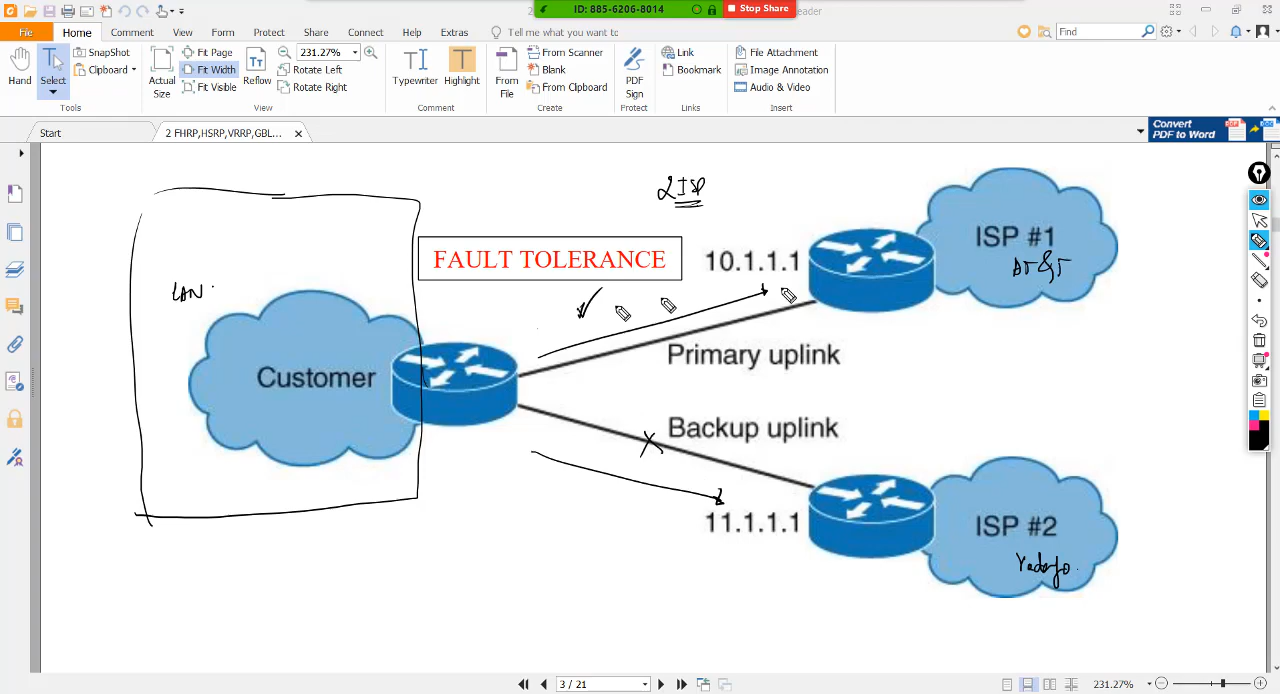 ID: 885-6206-8014
Stop Share
eader
File Home Comment View Form Protect Share Connect Help Extras Tell me what you want Find
Hand
Select
SnapShot
Clipboard
Tools
Actual Size
Fit Page
Fit Width
Fit Visible
Reflow
231.27%
Rotate Left
Rotate Right
View
Typewriter
Highlight
Comment
From File
From Scanner
Blank
From Clipboard
Create
PDF Sign
Protect
Link
Bookmark
Links
File Attachment
Image Annotation
Audio & Video
Insert
Start
2 FHRP,HSRP,VRRP,GBL...
Convert
PDF to Word
2 ISP
FAULT TOLERANCE
10.1.1.1
ISP #1
AT&T
LAN
Customer
Primary uplink
Backup uplink
11.1.1.1
ISP #2
3 / 21
231.27%